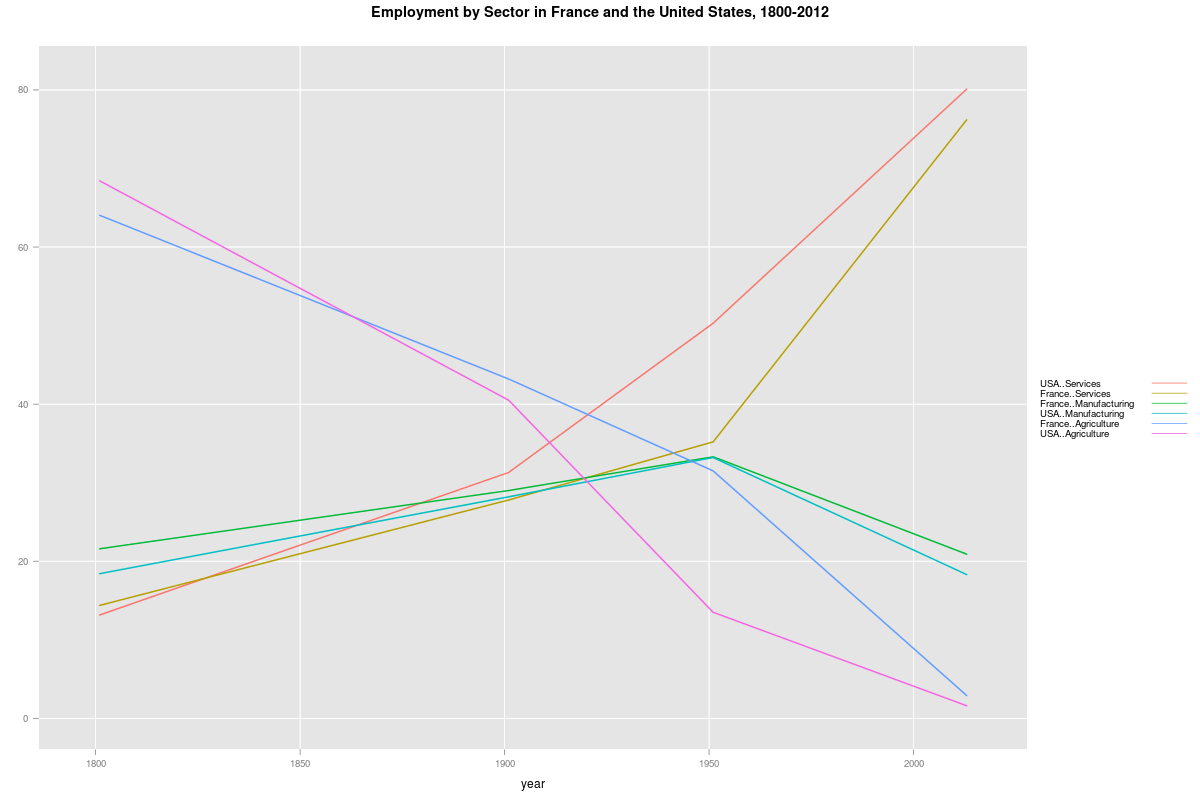 Employment by Sector in France and the United States, 1800-2012
80
60
40
20
0
1800 1850 1900 1950 2000
year
USA..Services
France..Services
France..Manufacturing
USA..Manufacturing
France..Agriculture
USA..Agriculture